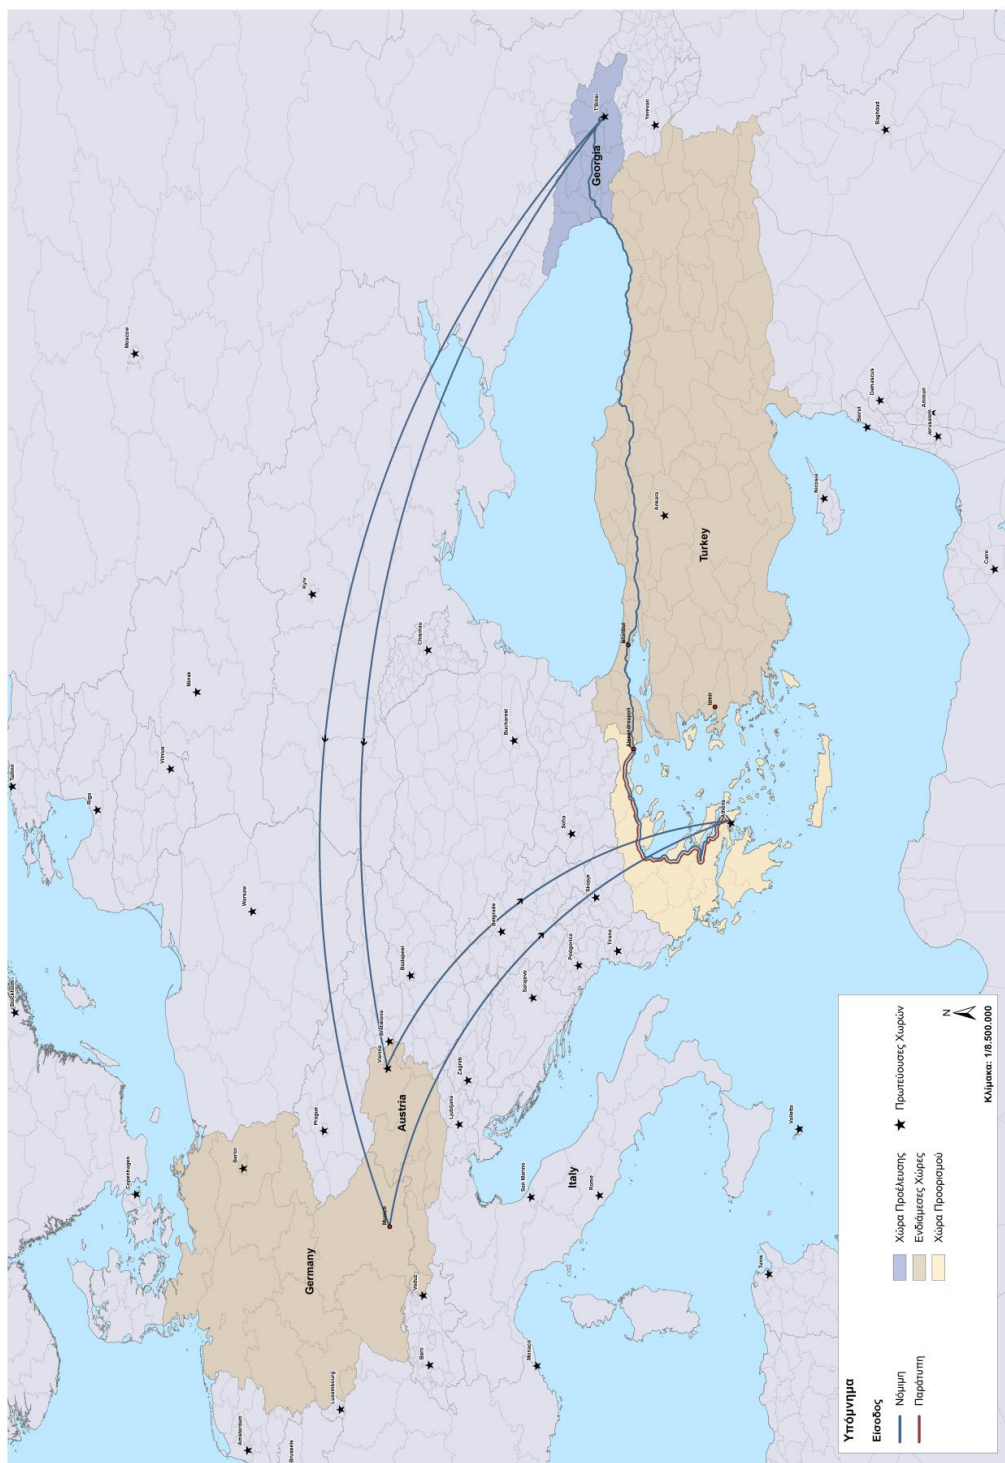 Stockholm
Tallinn
Riga
Moscow
Copenhagen
Vilnius
Minsk
Amsterdam
Berlin
Warsaw
Brussels
Kyiv
Luxembourg
Germany
Prague
Munich
Vienna
Bratislava
Budapest
Chisinau
Bern
Vaduz
Austria
Ljubljana
Zagreb
Belgrade
Bucharest
Monaco
San Marino
Sarajevo
Sofia
Georgia
T'Bilisi
Italy
Rome
Podgorica
Skopje
Tirana
Istanbul
Alexandroupoli
Yerevan
Ankara
Athens
Izmir
Turkey
Tunis
Valletta
Nicosia
Beirut
Damascus
Baghdad
Jerusalem
Amman
Cairo
Υπόμνημα
Είσοδος
Νόμιμη
Παράτυπη
Χώρα Προέλευσης
Ενδιάμεσες Χώρες
Χώρα Προορισμού
Πρωτεύουσες Χωρών
N
Κλίμακα: 1/8.500.000